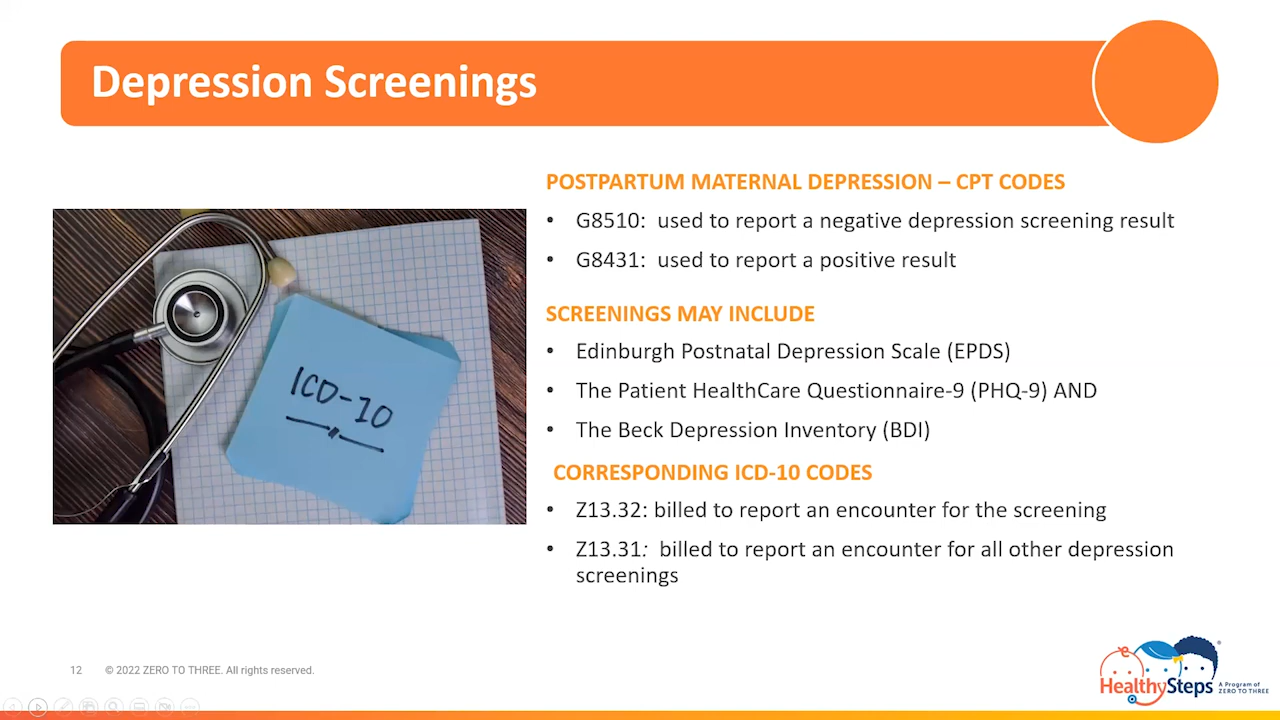 Depression Screenings
ICD-10
POSTPARTUM MATERNAL DEPRESSION – CPT CODES
• G8510: used to report a negative depression screening result
• G8431: used to report a positive result
SCREENINGS MAY INCLUDE
• Edinburgh Postnatal Depression Scale (EPDS)
• The Patient HealthCare Questionnaire-9 (PHQ-9) AND
• The Beck Depression Inventory (BDI)
CORRESPONDING ICD-10 CODES
• Z13.32: billed to report an encounter for the screening
• Z13.31: billed to report an encounter for all other depression
screenings
12 © 2022 ZERO TO THREE. All rights reserved.
HealthySteps
A Program of
ZERO TO THREE